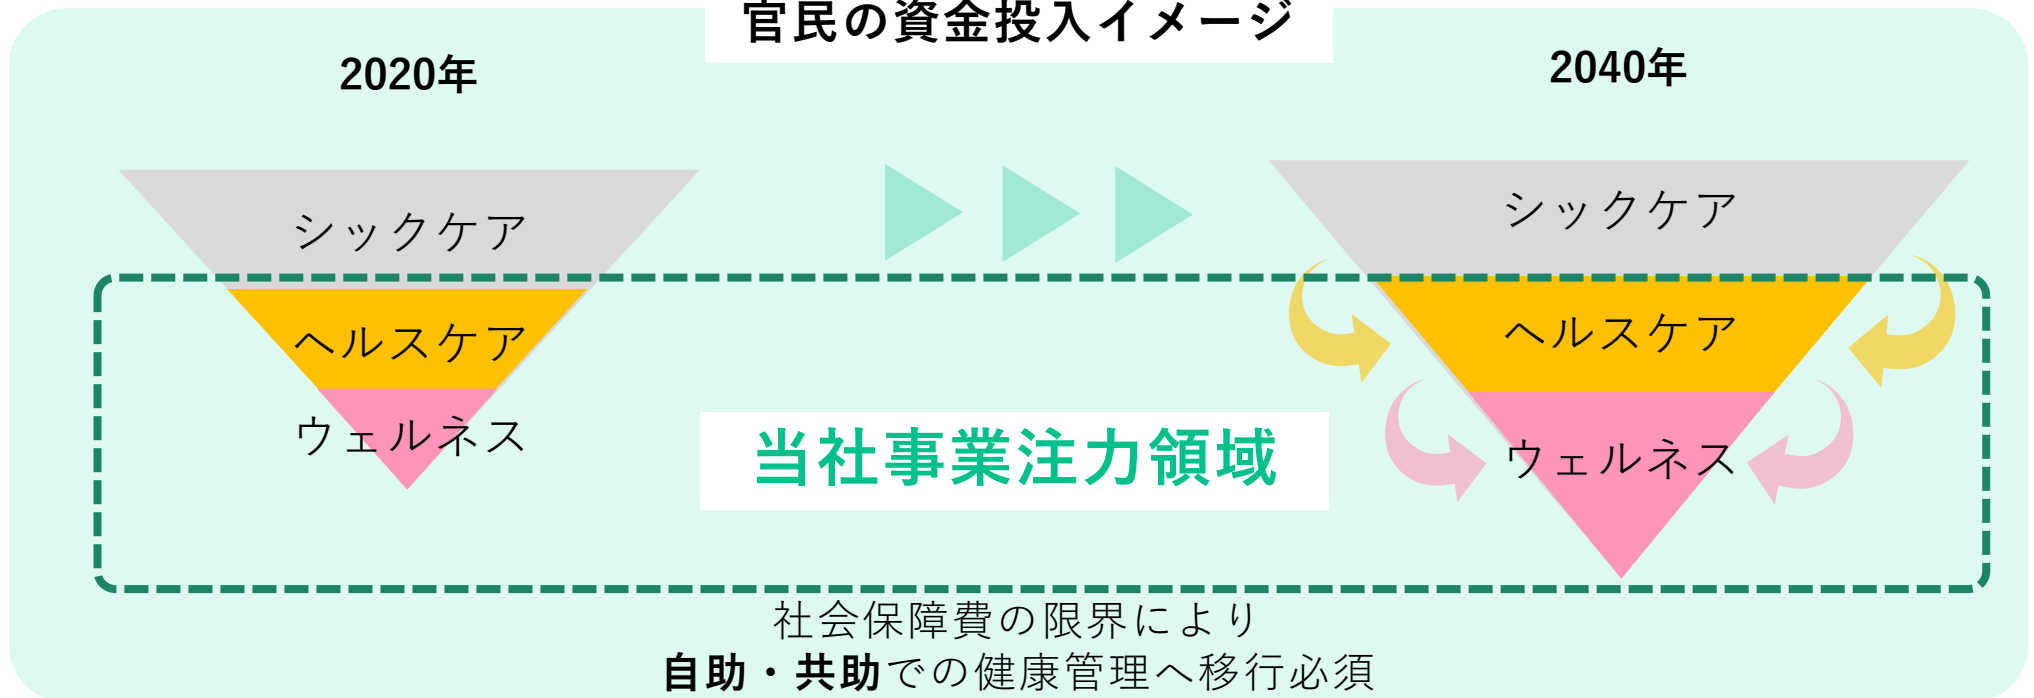 官民の資金投入イメージ
2020年
2040年
シックケア
ヘルスケア
ウェルネス
シックケア
ヘルスケア
ウェルネス
当社事業注力領域
社会保障費の限界により
自助・共助での健康管理へ移行必須